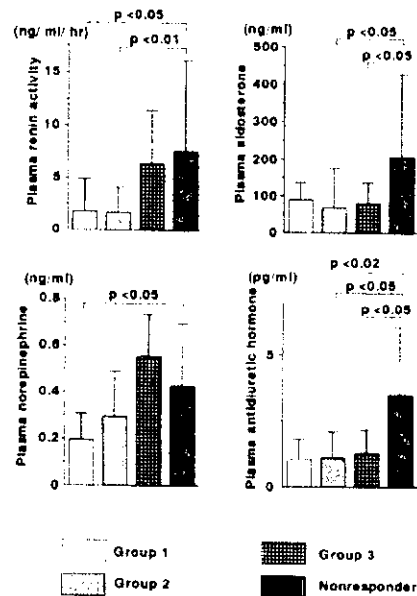 p <0.05
(ng/ ml/ hr)
p <0.01
15
10
5
0
Plasma renin activity
(ng/ml)
p <0.05
p <0.05
500
400
300
200
100
0
Plasma aldosterone
(ng/ml)
0.8
p <0.05
0.6
0.4
0.2
0
Plasma norepinephrine
p <0.02
(pg/ml)
p <0.05
p <0.05
5
0
Plasma antidiuretic hormone
Group 1
Group 2
Group 3
Nonresponder